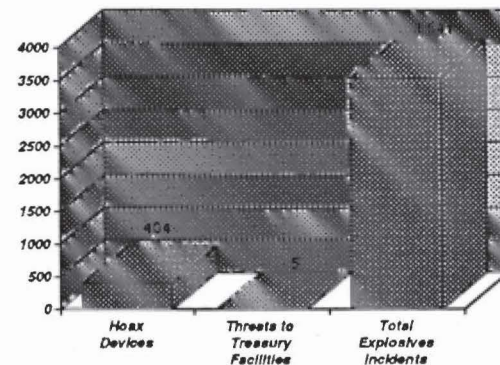 4000
3500
3000
2500
2000
1500
1000
500
0
404
5
Hoax
Devices
Threats to
Treasury
Facilities
Total
Explosives
Incidents